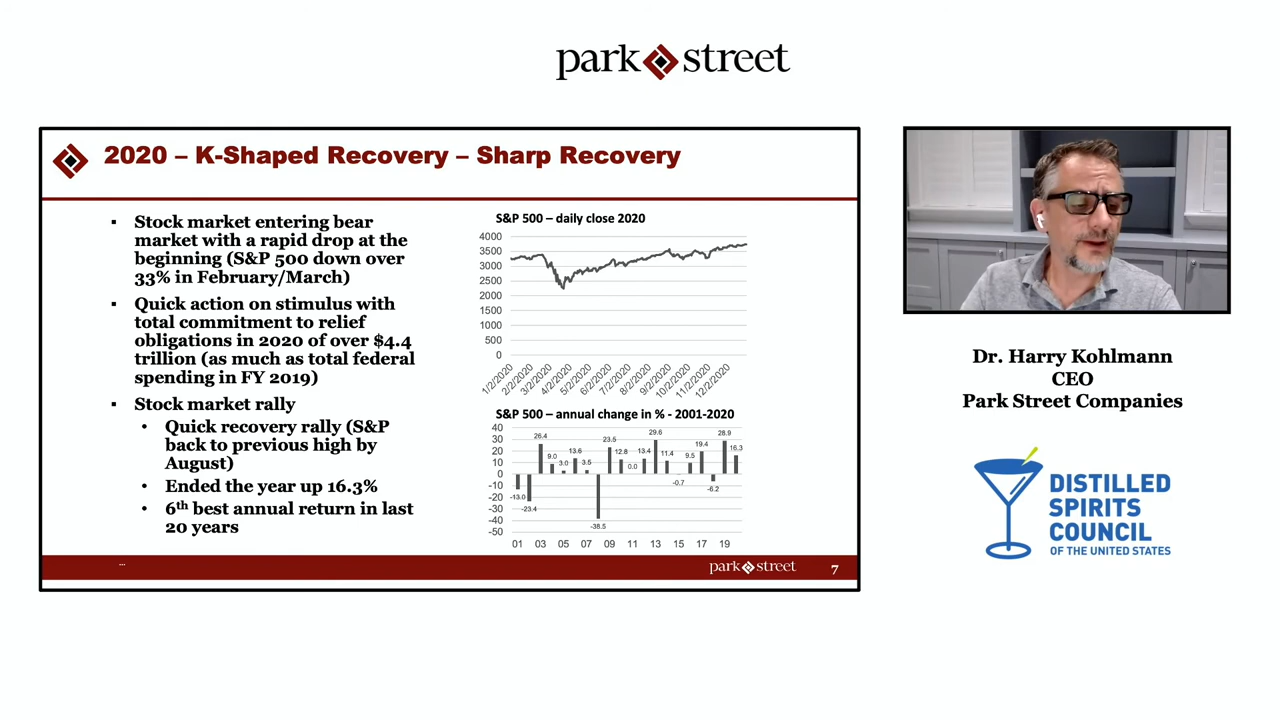 park street
2020 – K-Shaped Recovery – Sharp Recovery
▪ Stock market entering bear
market with a rapid drop at the
beginning (S&P 500 down over
33% in February/March)
▪ Quick action on stimulus with
total commitment to relief
obligations in 2020 of over $4.4
trillion (as much as total federal
spending in FY 2019)
▪ Stock market rally
• Quick recovery rally (S&P
back to previous high by
August)
• Ended the year up 16.3%
• 6th best annual return in last
20 years
S&P 500 – daily close 2020
4000
3500
3000
2500
2000
1500
1000
500
0
1/2/2020 2/2/2020 3/2/2020 4/2/2020 5/2/2020 6/2/2020 7/2/2020 8/2/2020 9/2/2020 10/2/2020 11/2/2020 12/2/2020
S&P 500 – annual change in % - 2001-2020
40
30
20
10
0
-10
-20
-30
-40
-50
-13.0 -23.4 26.4 9.0 3.0 13.6 3.5 -38.5 23.5 12.8 0.0 13.4 29.6 11.4 -0.7 9.5 19.4 -6.2 28.9 16.3
01 03 05 07 09 11 13 15 17 19
...
park street
7
Dr. Harry Kohlmann
CEO
Park Street Companies
DISTILLED
SPIRITS
COUNCIL
OF THE UNITED STATES